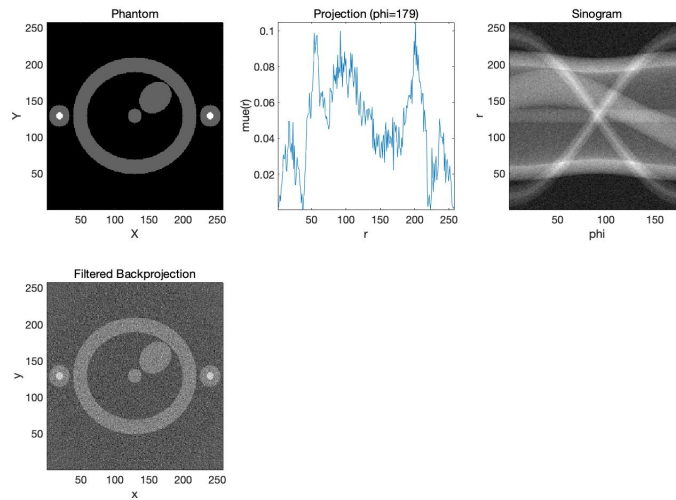 Phantom
250
200
150
100
50
Y
50 100 150 200 250
X
Projection (phi=179)
0.1
0.08
0.06
0.04
0.02
mue(r)
50 100 150 200 250
r
Sinogram
250
200
150
100
50
r
50 100 150
phi
Filtered Backprojection
250
200
150
100
50
y
50 100 150 200 250
x